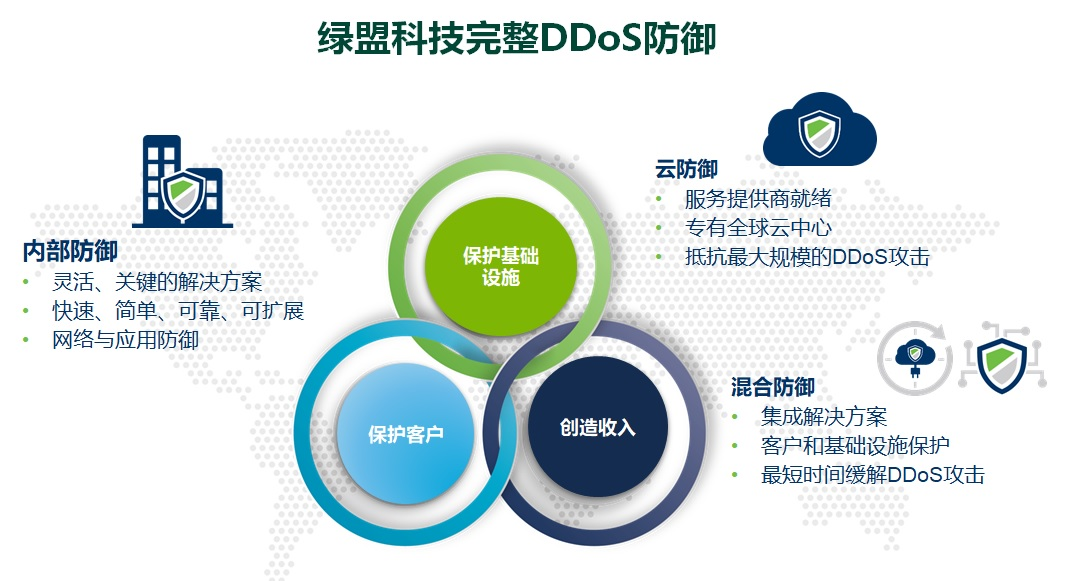 绿盟科技完整DDoS防御
内部防御
• 灵活、关键的解决方案
• 快速、简单、可靠、可扩展
• 网络与应用防御
保护基础
设施
保护客户
创造收入
云防御
• 服务提供商就绪
• 专有全球云中心
• 抵抗最大规模的DDoS攻击
混合防御
• 集成解决方案
• 客户和基础设施保护
• 最短时间缓解DDoS攻击